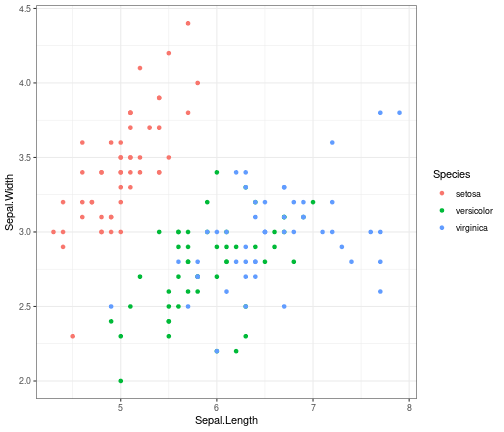 4.5
4.0
3.5
3.0
2.5
2.0
Sepal.Width
5
6
7
8
Sepal.Length
Species
setosa
versicolor
virginica